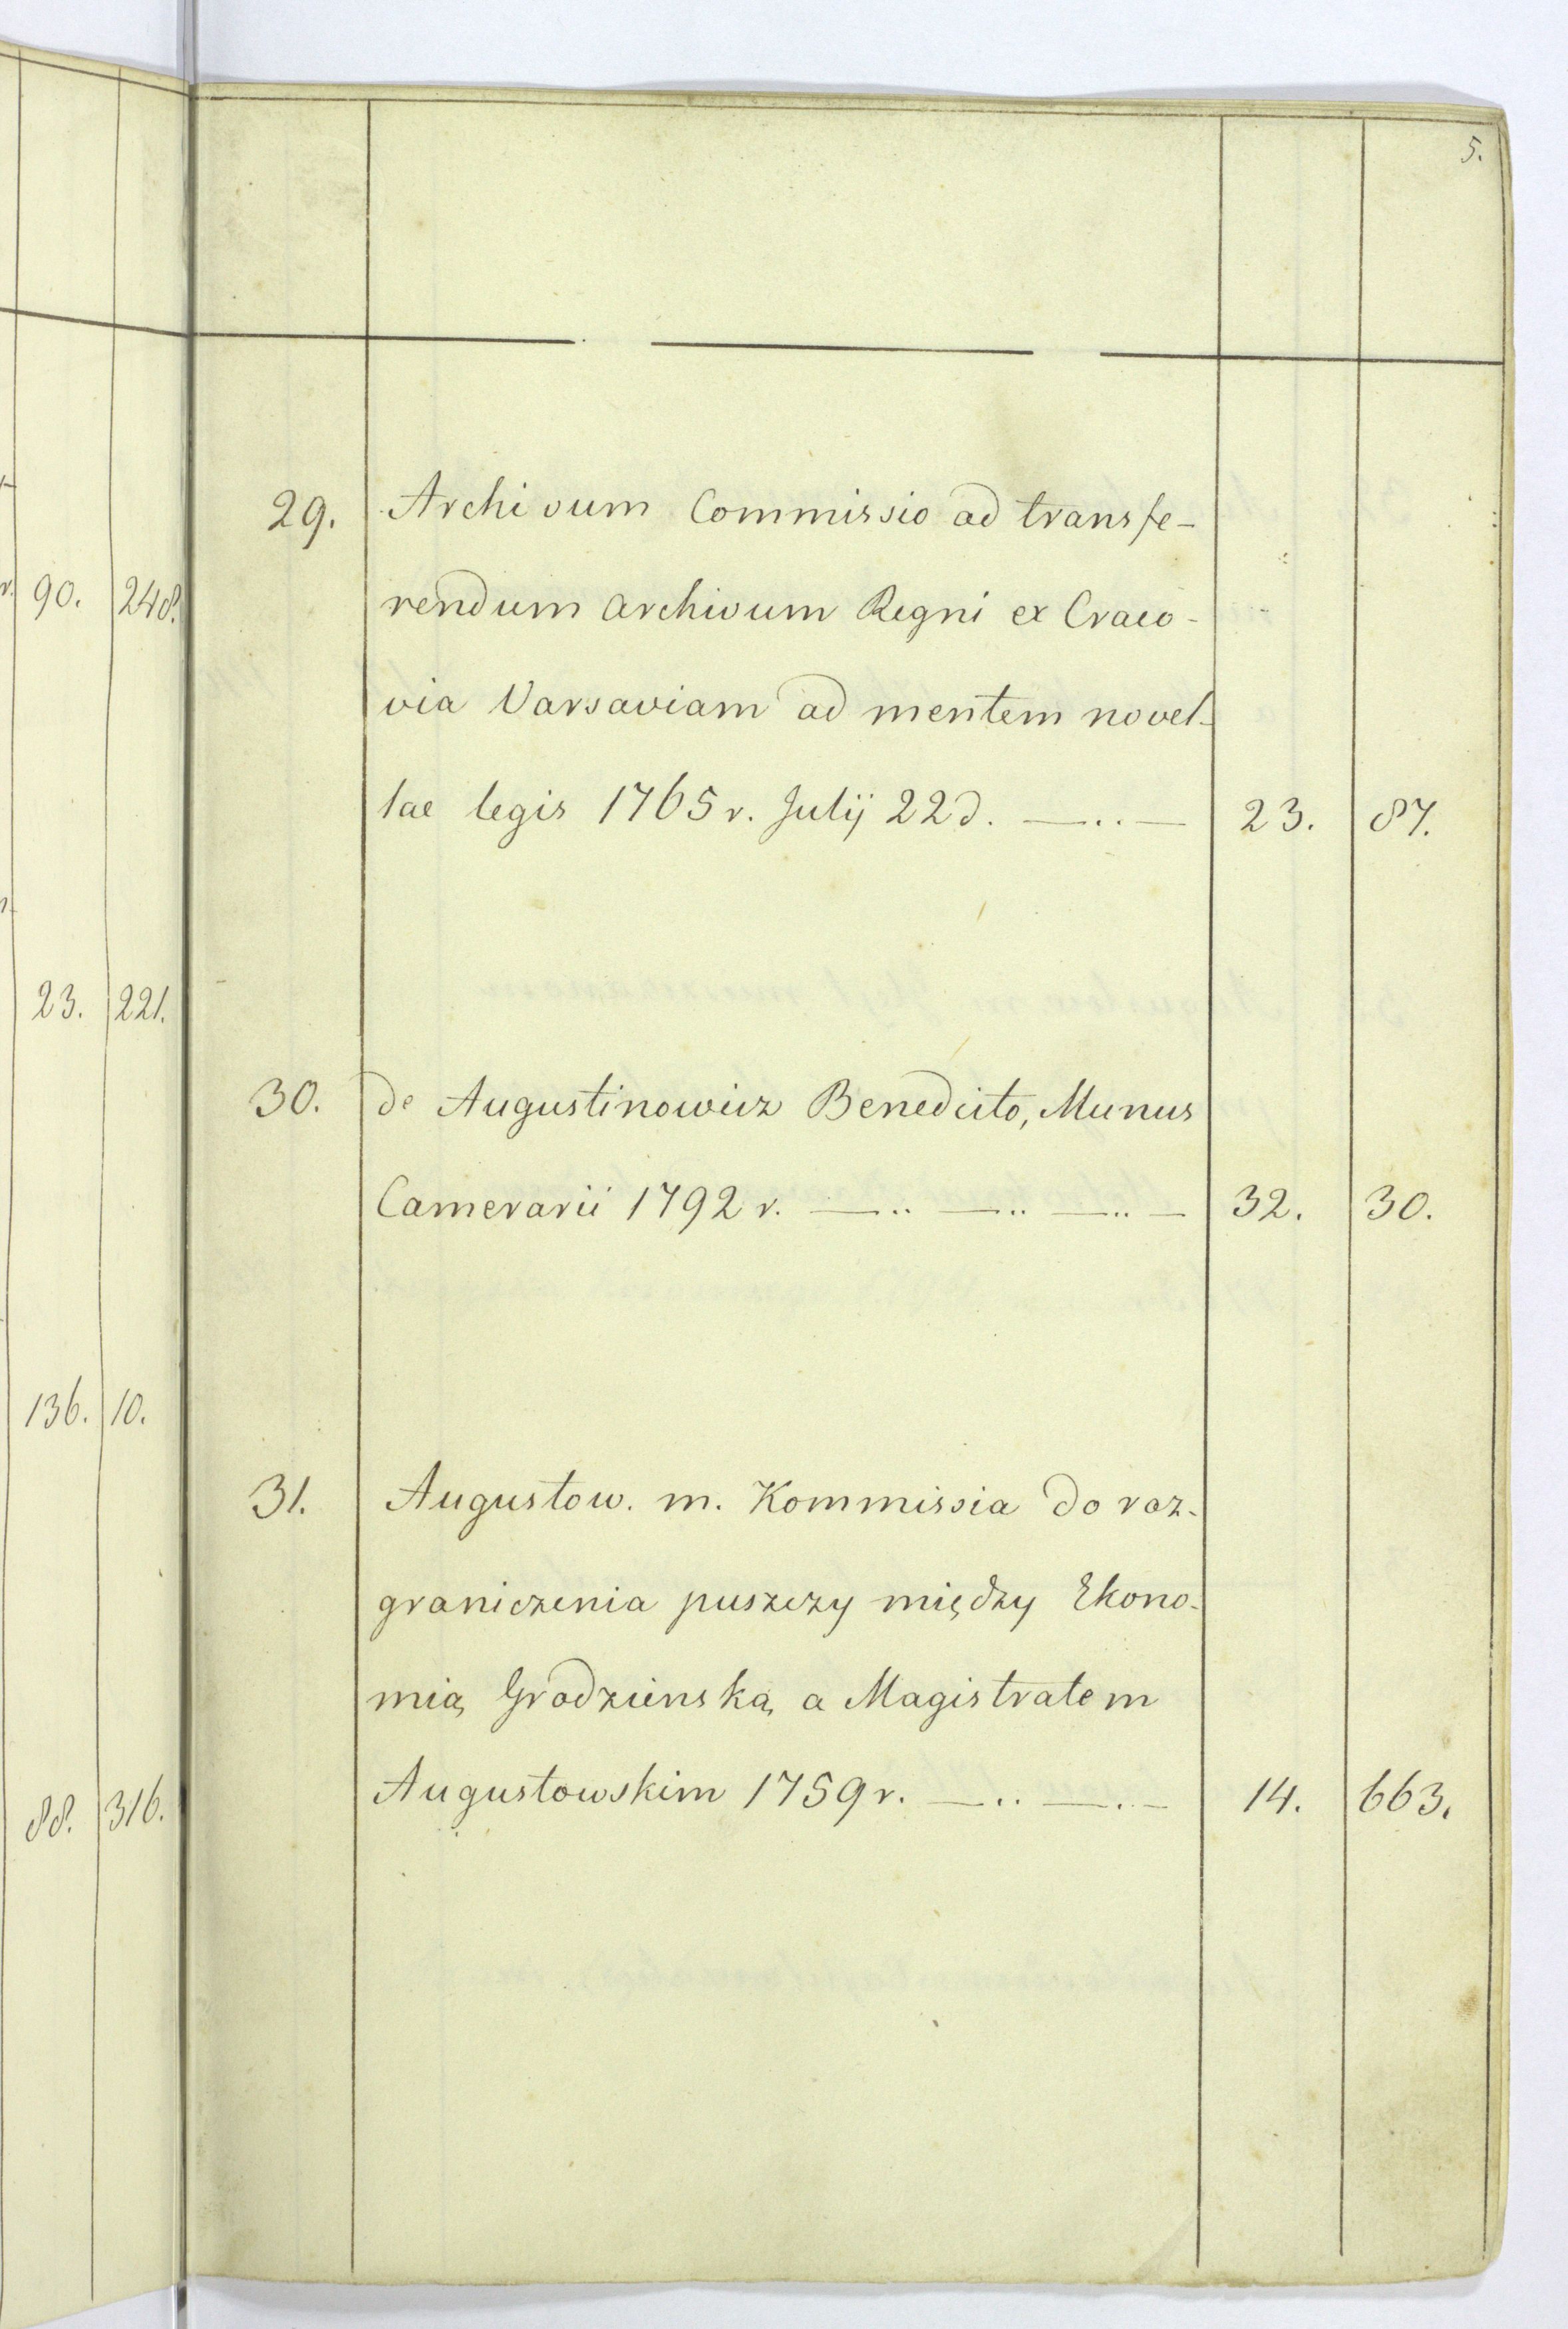 90. 248.
23. 221.
136. 10.
88. 316.
5.
29. Archivum Commissio ad transfe-
rendum archivum Regni ex Craco-
via Varsaviam ad mentem novel-
lae legis 1765 r. Julij 22 d. —..— 23. 87.
30. de Augustinowicz Benedicto, Munus
Camerarii 1792 r. —.. —.. —.. — 32. 30.
31. Augustow. m. Kommissia do roz-
graniczenia puszczy między Ekono-
mią Grodzienską a Magistratem
Augustowskim 1759 r. —.. —.— 14. 663.